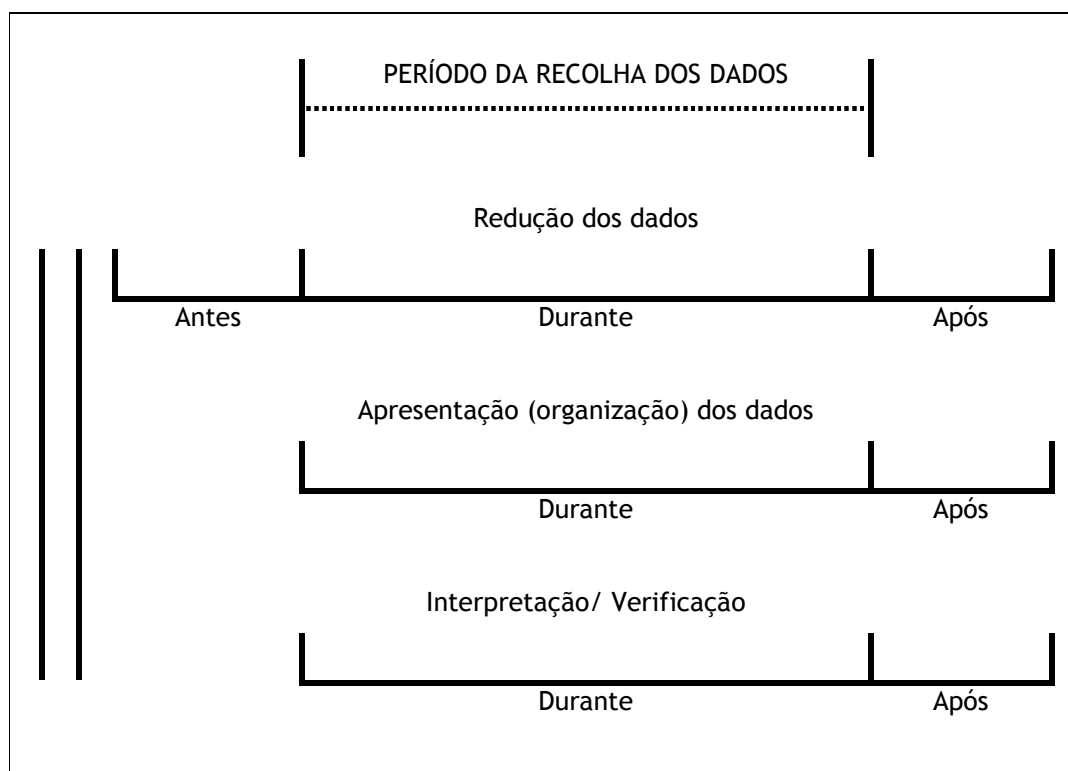 PERÍODO DA RECOLHA DOS DADOS
Redução dos dados
Antes Durante Após
Apresentação (organização) dos dados
Durante Após
Interpretação/ Verificação
Durante Após